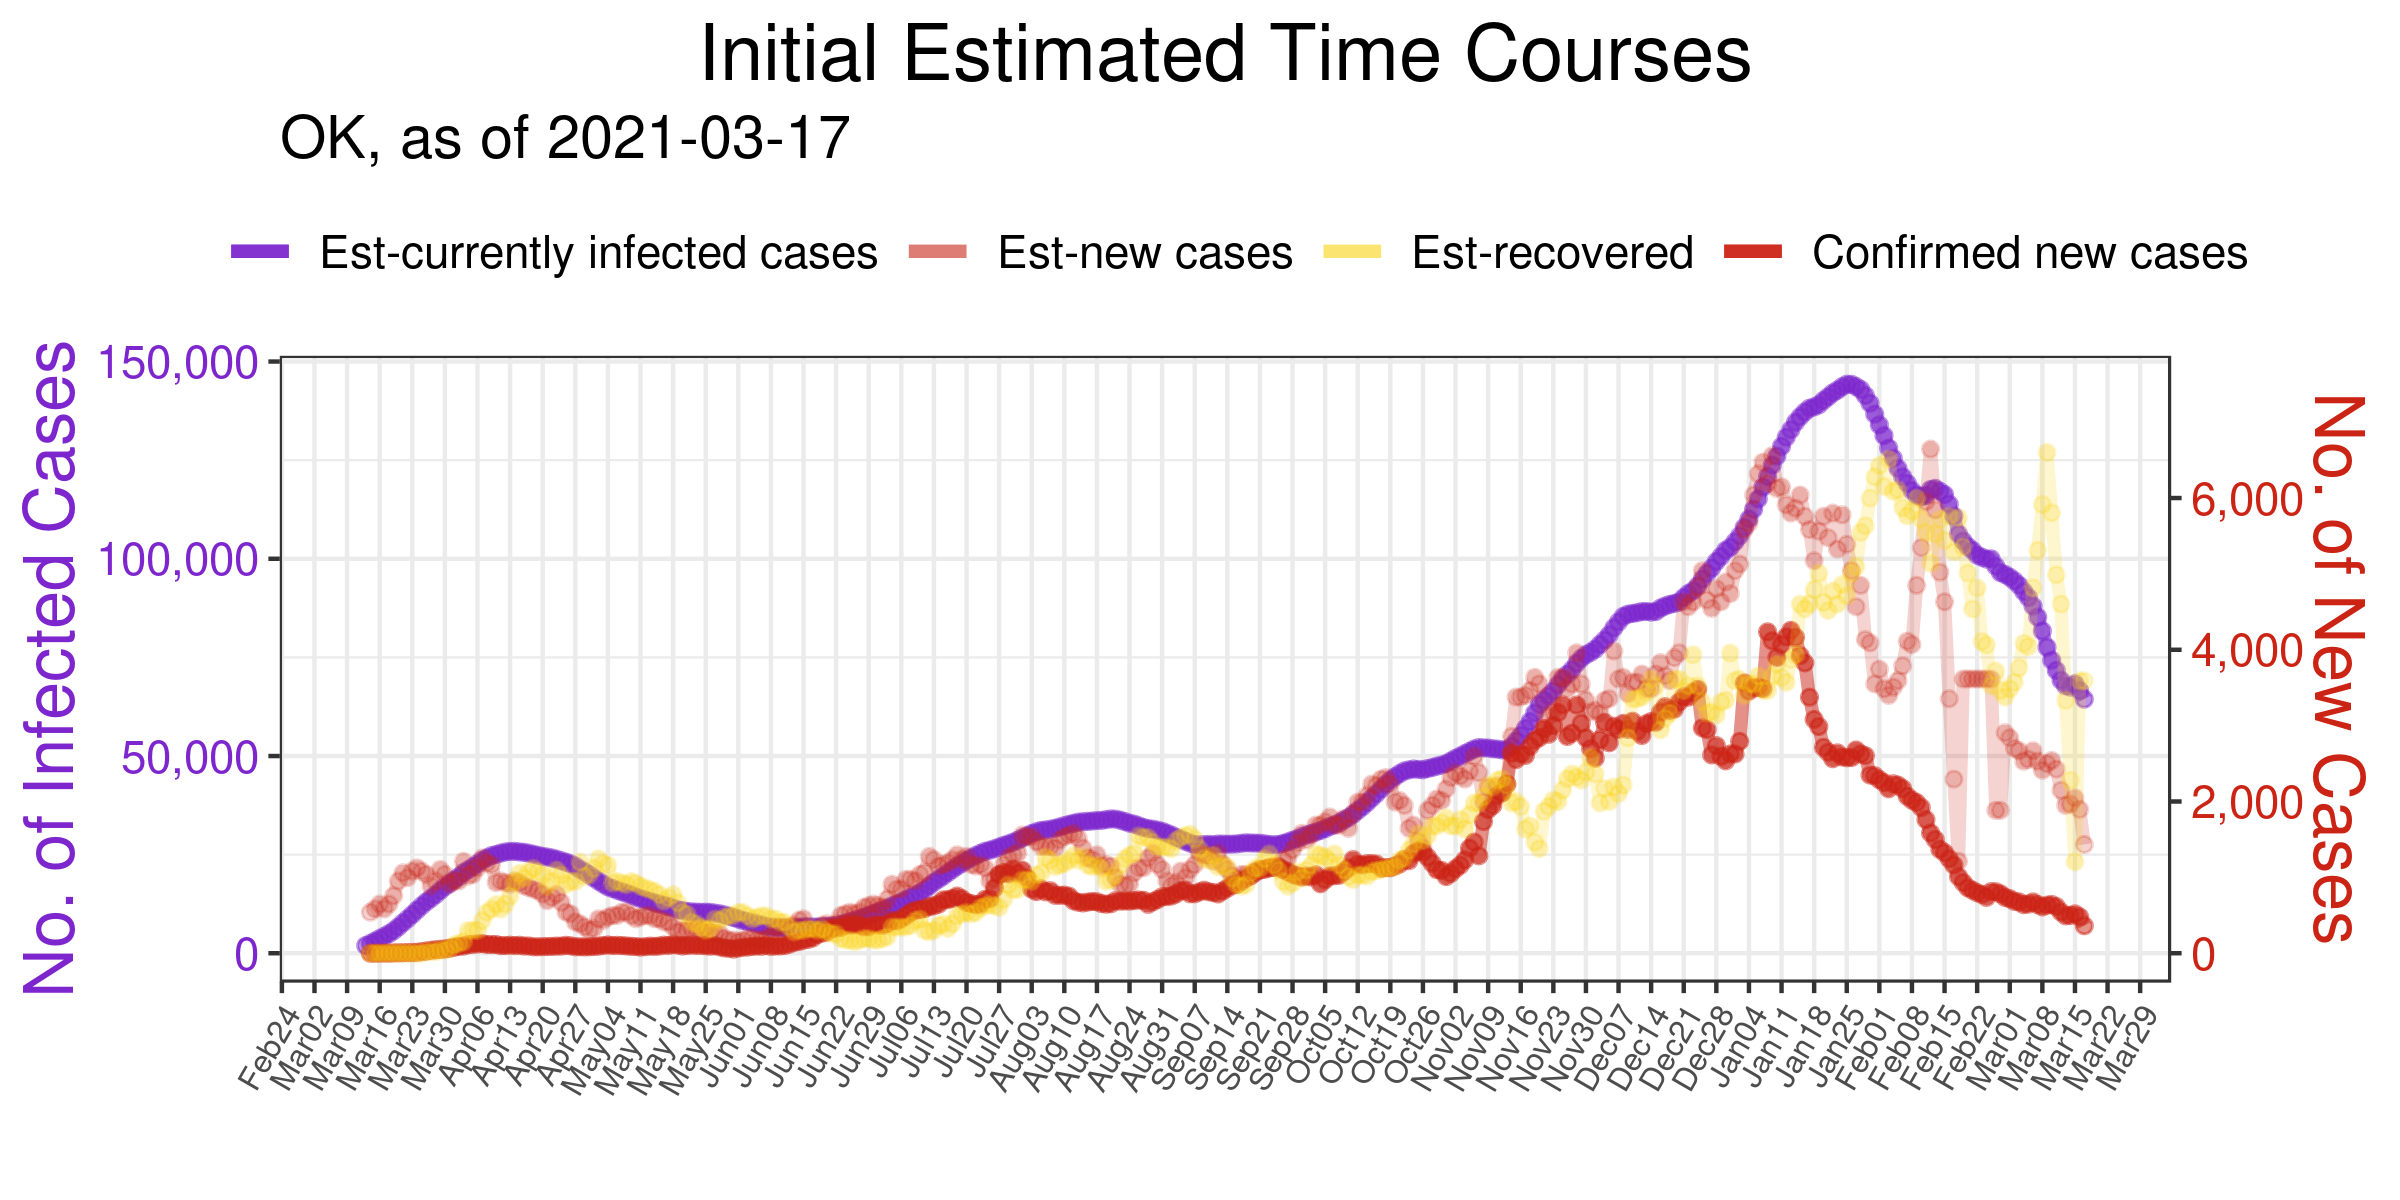 Initial Estimated Time Courses
OK, as of 2021-03-17
Est-currently infected cases Est-new cases Est-recovered Confirmed new cases
No. of Infected Cases
150,000
100,000
50,000
0
No. of New Cases
6,000
4,000
2,000
0
Feb24 Mar02 Mar09 Mar16 Mar23 Mar30 Apr06 Apr13 Apr20 Apr27 May04 May11 May18 May25 Jun01 Jun08 Jun15 Jun22 Jun29 Jul06 Jul13 Jul20 Jul27 Aug03 Aug10 Aug17 Aug24 Aug31 Sep07 Sep14 Sep21 Sep28 Oct05 Oct12 Oct19 Oct26 Nov02 Nov09 Nov16 Nov23 Nov30 Dec07 Dec14 Dec21 Dec28 Jan04 Jan11 Jan18 Jan25 Feb01 Feb08 Feb15 Feb22 Mar01 Mar08 Mar15 Mar22 Mar29